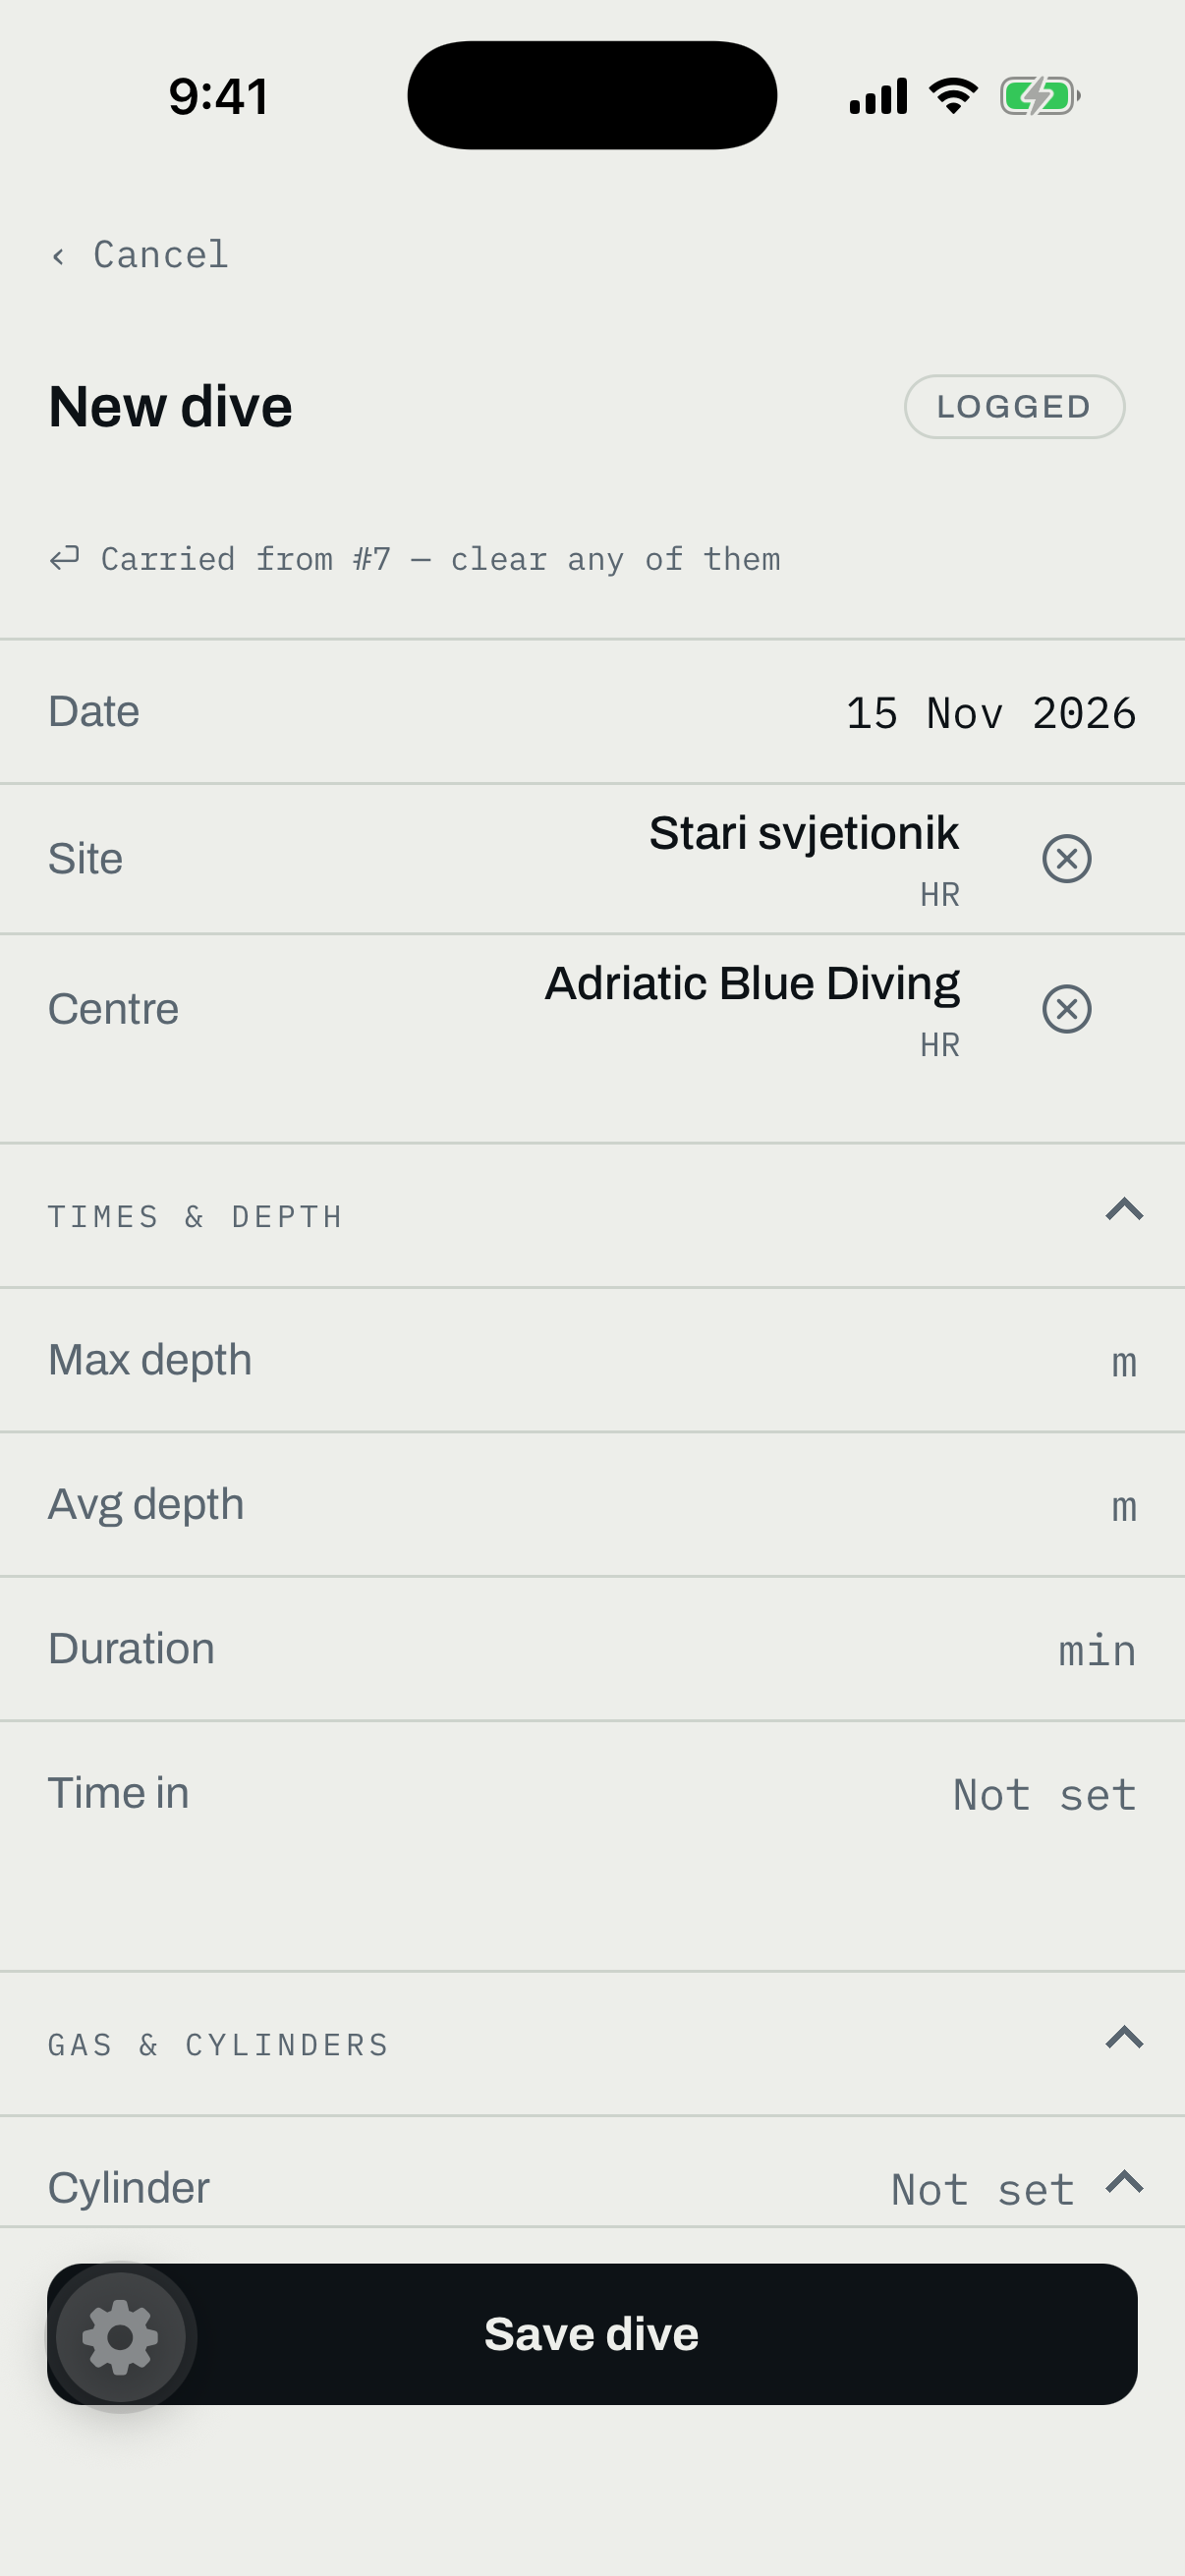 9:41
‹ Cancel
New dive
LOGGED
Carried from #7 — clear any of them
Date
15 Nov 2026
Site
Stari svjetionik
HR
Centre
Adriatic Blue Diving
HR
TIMES & DEPTH
Max depth
m
Avg depth
m
Duration
min
Time in
Not set
GAS & CYLINDERS
Cylinder
Not set
Save dive